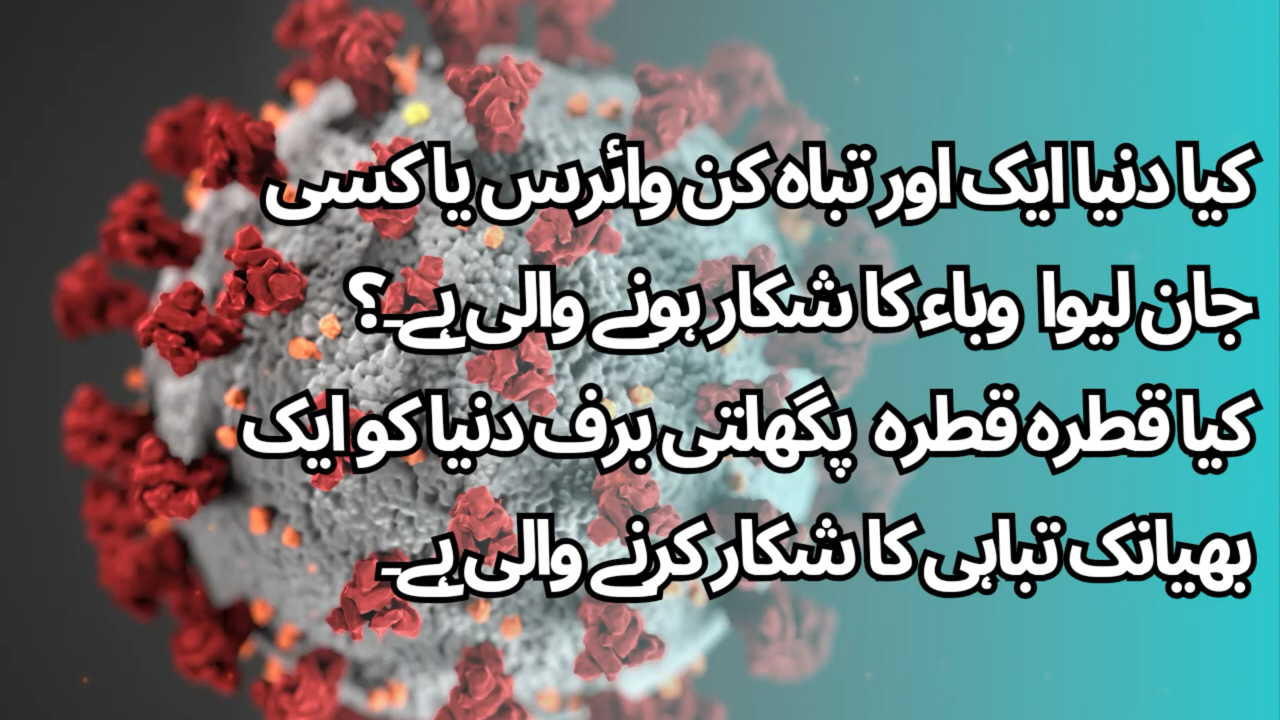 کیا دنیا ایک اور تباہ کن وائرس یا کسی
جان لیوا وباء کا شکار ہونے والی ہے۔؟
کیا قطرہ قطرہ پگھلتی برف دنیا کو ایک
بھیانک تباہی کا شکار کرنے والی ہے۔